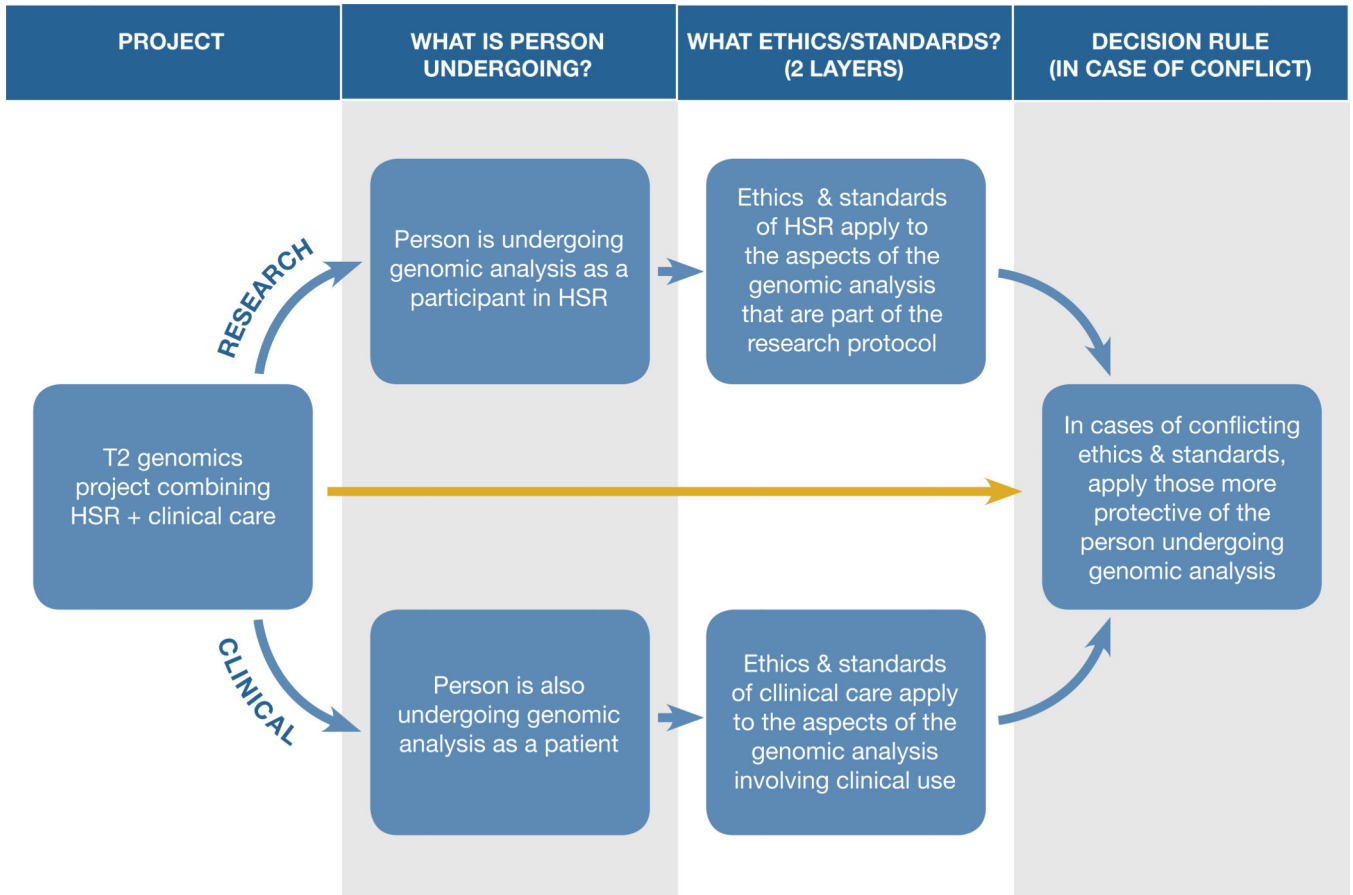 PROJECT
WHAT IS PERSON
UNDERGOING?
WHAT ETHICS/STANDARDS?
(2 LAYERS)
DECISION RULE
(IN CASE OF CONFLICT)
RESEARCH
Person is undergoing
genomic analysis as a
participant in HSR
Ethics & standards
of HSR apply to
the aspects of the
genomic analysis
that are part of the
research protocol
T2 genomics
project combining
HSR + clinical care
In cases of conflicting
ethics & standards,
apply those more
protective of the
person undergoing
genomic analysis
CLINICAL
Person is also
undergoing genomic
analysis as a patient
Ethics & standards
of cllinical care apply
to the aspects of the
genomic analysis
involving clinical use